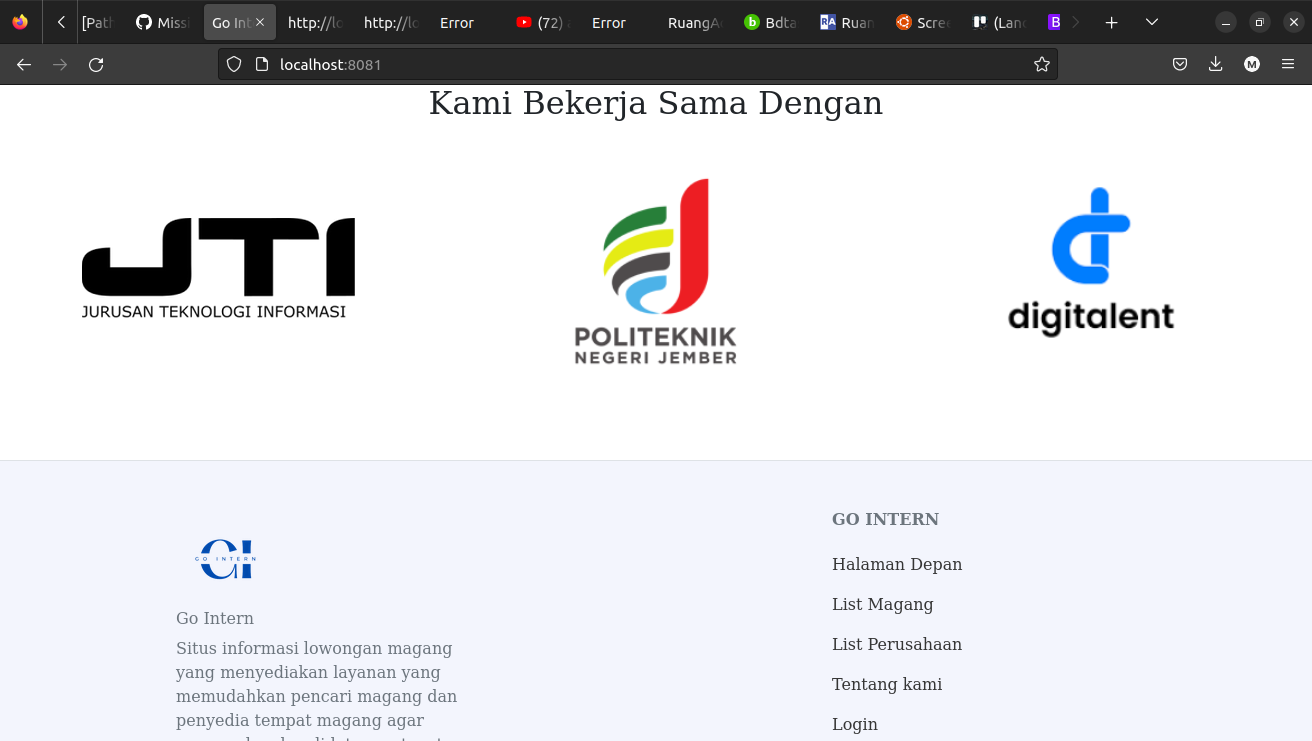 [Path
Missi
Go Int
http://lo
http://lo
Error
(72)
Error
RuangA
Bdta
RA
Ruan
Scree
(Land
B
localhost:8081
M
Kami Bekerja Sama Dengan
JTI
JURUSAN TEKNOLOGI INFORMASI
POLITEKNIK
NEGERI JEMBER
digitalent
GO INTERN
GI
Go Intern
Situs informasi lowongan magang
yang menyediakan layanan yang
memudahkan pencari magang dan
penyedia tempat magang agar
GO INTERN
Halaman Depan
List Magang
List Perusahaan
Tentang kami
Login